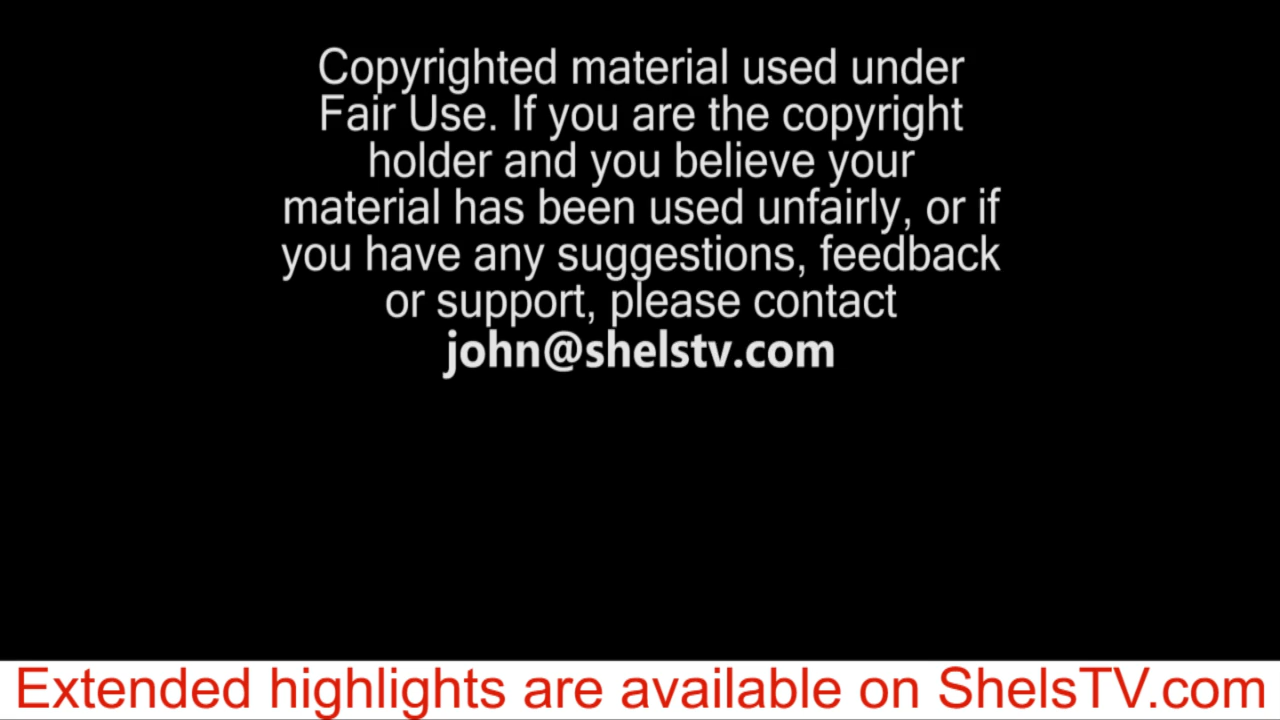 Copyrighted material used under
Fair Use. If you are the copyright
holder and you believe your
material has been used unfairly, or if
you have any suggestions, feedback
or support, please contact
john@shelstv.com
Extended highlights are available on ShelsTV.com